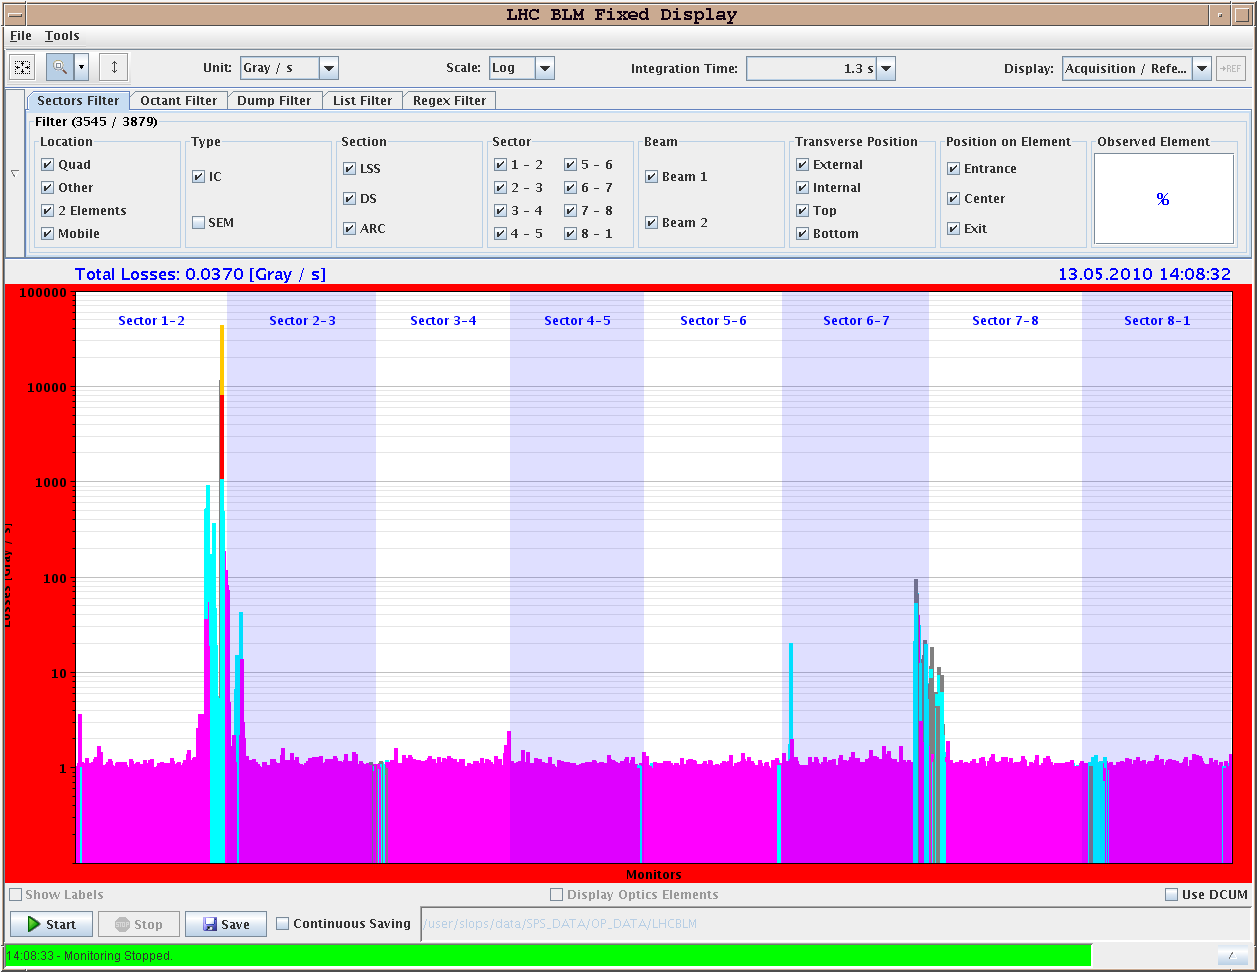 LHC BLM Fixed Display
File Tools
Unit: Gray / s Scale: Log Integration Time: 1.3 s Display: Acquisition / Refe... →REF
Sectors Filter Octant Filter Dump Filter List Filter Regex Filter
Filter (3545 / 3879)
Location Type Section Sector Beam Transverse Position Position on Element Observed Element
Quad IC LSS 1 - 2 5 - 6 Beam 1 External Entrance %
Other 2 - 3 6 - 7 Internal
2 Elements SEM DS 3 - 4 7 - 8 Beam 2 Top Center
Mobile ARC 4 - 5 8 - 1 Bottom Exit
Total Losses: 0.0370 [Gray / s] 13.05.2010 14:08:32
100000
Sector 1-2 Sector 2-3 Sector 3-4 Sector 4-5 Sector 5-6 Sector 6-7 Sector 7-8 Sector 8-1
10000
1000
Losses [Gray / s]
100
10
1
Monitors
Show Labels Display Optics Elements Use DCUM
Start Stop Save Continuous Saving /user/slops/data/SPS_DATA/OP_DATA/LHCBLM
14:08:33 - Monitoring Stopped.